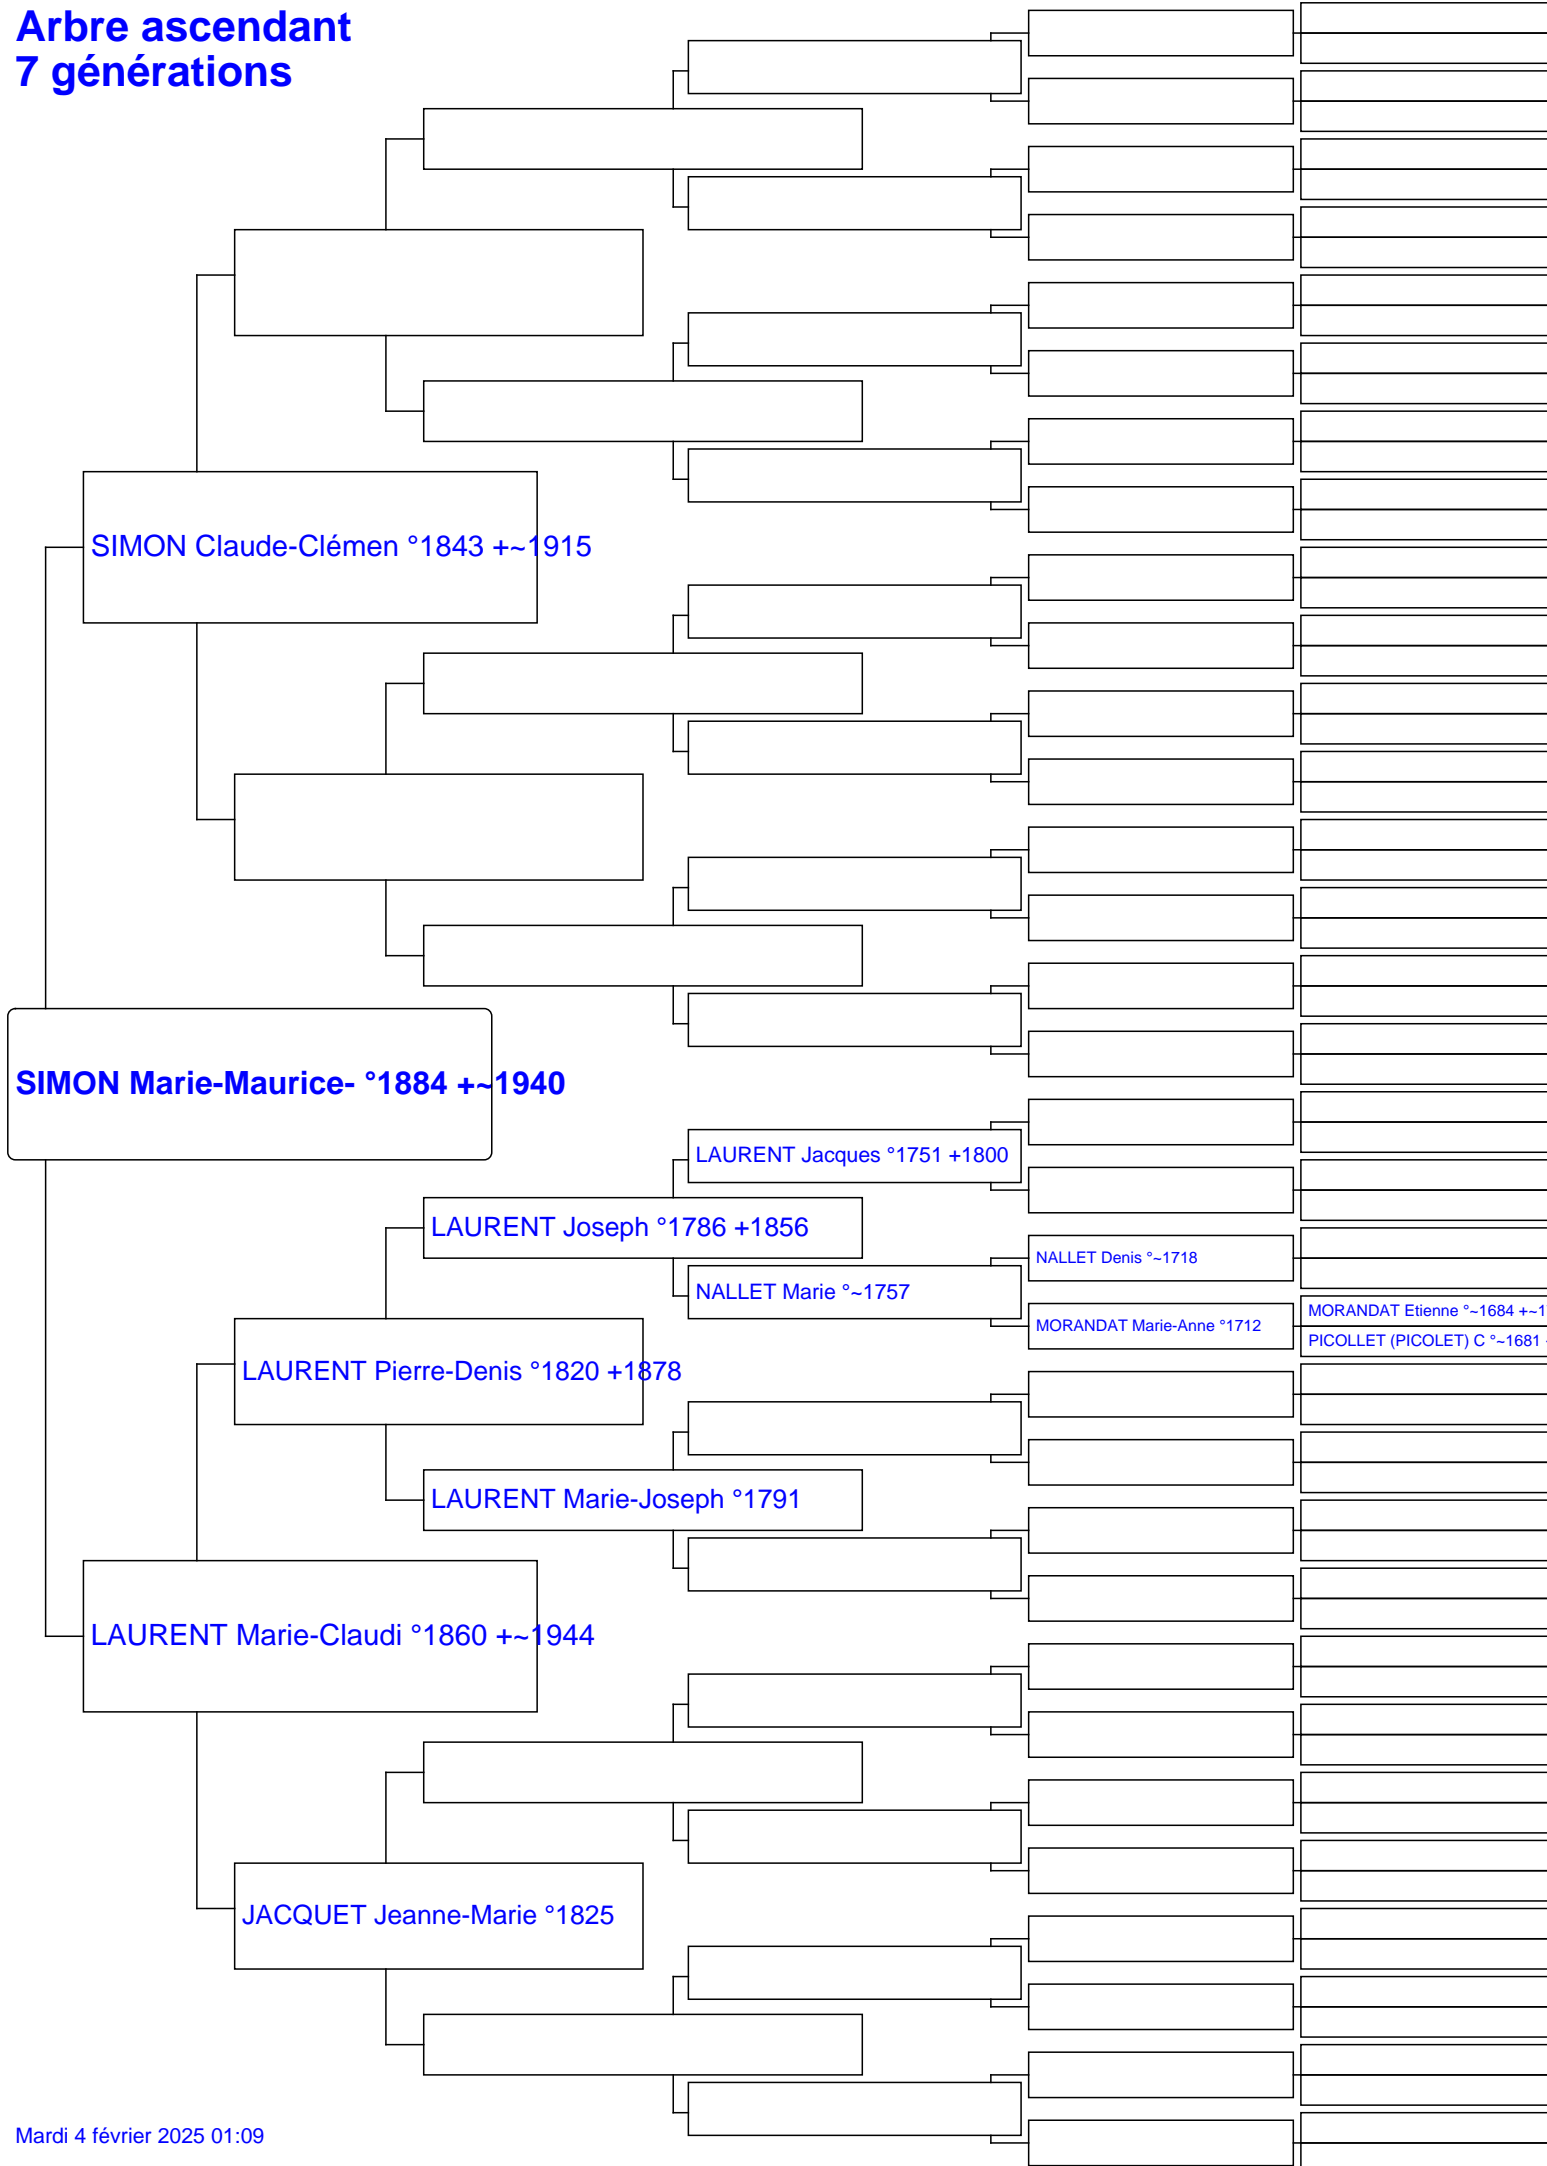 Arbre ascendant
7 générations
SIMON Claude-Clémen °1843 +~1915
SIMON Marie-Maurice- °1884 +~1940
LAURENT Jacques °1751 +1800
LAURENT Joseph °1786 +1856
NALLET Denis °~1718
NALLET Marie °~1757
MORANDAT Etienne °~1684 +~1
MORANDAT Marie-Anne °1712
PICOLLET (PICOLET) C °~1681
LAURENT Pierre-Denis °1820 +1878
LAURENT Marie-Joseph °1791
LAURENT Marie-Claudi °1860 +~1944
JACQUET Jeanne-Marie °1825
Mardi 4 février 2025 01:09